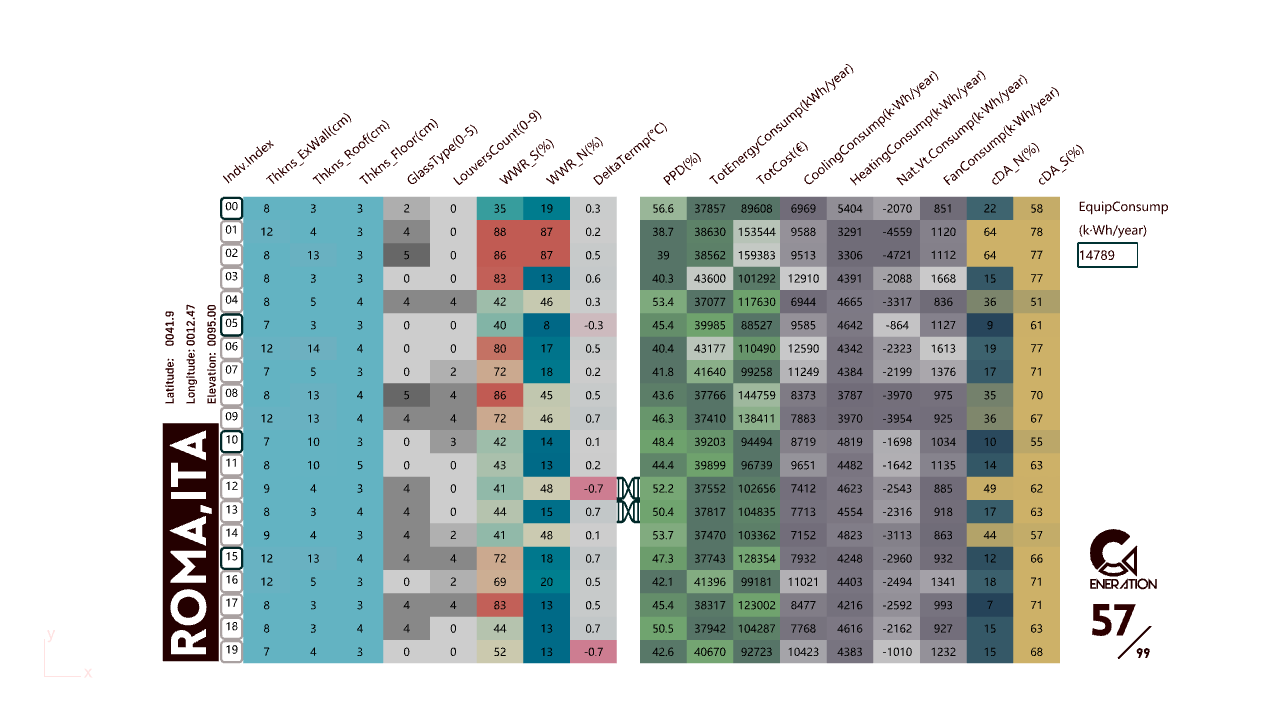 Indv.Index Thkns_ExWall(cm) Thkns_Roof(cm) Thkns_Floor(cm) GlassType(0-5) LouversCount(0-9) WWR_S(%) WWR_N(%) DeltaTermp(°C) PPD(%) TotEnergyConsump(kWh/year) TotCost(€) CoolingConsump(k·Wh/year) HeatingConsump(k·Wh/year) Nat.Vt.Consump(k·Wh/year) FanConsump(k·Wh/year) cDA_N(%) cDA_S(%)
00 8 3 3 2 0 35 19 0.3 56.6 37857 89608 6969 5404 -2070 851 22 58
01 12 4 3 4 0 88 87 0.2 38.7 38630 153544 9588 3291 -4559 1120 64 78
02 8 13 3 5 0 86 87 0.5 39 38562 159383 9513 3306 -4721 1112 64 77
03 8 3 3 0 0 83 13 0.6 40.3 43600 101292 12910 4391 -2088 1668 15 77
04 8 5 4 4 4 42 46 0.3 53.4 37077 117630 6944 4665 -3317 836 36 51
05 7 3 3 0 0 40 8 -0.3 45.4 39985 88527 9585 4642 -864 1127 9 61
06 12 14 4 0 0 80 17 0.5 40.4 43177 110490 12590 4342 -2323 1613 19 77
07 7 5 3 0 2 72 18 0.2 41.8 41640 99258 11249 4384 -2199 1376 17 71
08 8 13 4 5 4 86 45 0.5 43.6 37766 144759 8373 3787 -3970 975 35 70
09 12 13 4 4 4 72 46 0.7 46.3 37410 138411 7883 3970 -3954 925 36 67
10 7 10 3 0 3 42 14 0.1 48.4 39203 94494 8719 4819 -1698 1034 10 55
11 8 10 5 0 0 43 13 0.2 44.4 39899 96739 9651 4482 -1642 1135 14 63
12 9 4 3 4 0 41 48 -0.7 52.2 37552 102656 7412 4623 -2543 885 49 62
13 8 3 4 4 0 44 15 0.7 50.4 37817 104835 7713 4554 -2316 918 17 63
14 9 4 3 4 2 41 48 0.1 53.7 37470 103362 7152 4823 -3113 863 44 57
15 12 13 4 4 4 72 18 0.7 47.3 37743 128354 7932 4248 -2960 932 12 66
16 12 5 3 0 2 69 20 0.5 42.1 41396 99181 11021 4403 -2494 1341 18 71
17 8 3 3 4 4 83 13 0.5 45.4 38317 123002 8477 4216 -2592 993 7 71
18 8 3 4 4 0 44 13 0.7 50.5 37942 104287 7768 4616 -2162 927 15 63
19 7 4 3 0 0 52 13 -0.7 42.6 40670 92723 10423 4383 -1010 1232 15 68
EquipConsump
(k·Wh/year)
14789
Latitude: 0041.9
Longitude: 0012.47
Elevation: 0095.00
ROMA,ITA
ENERATION
57/99
y
x